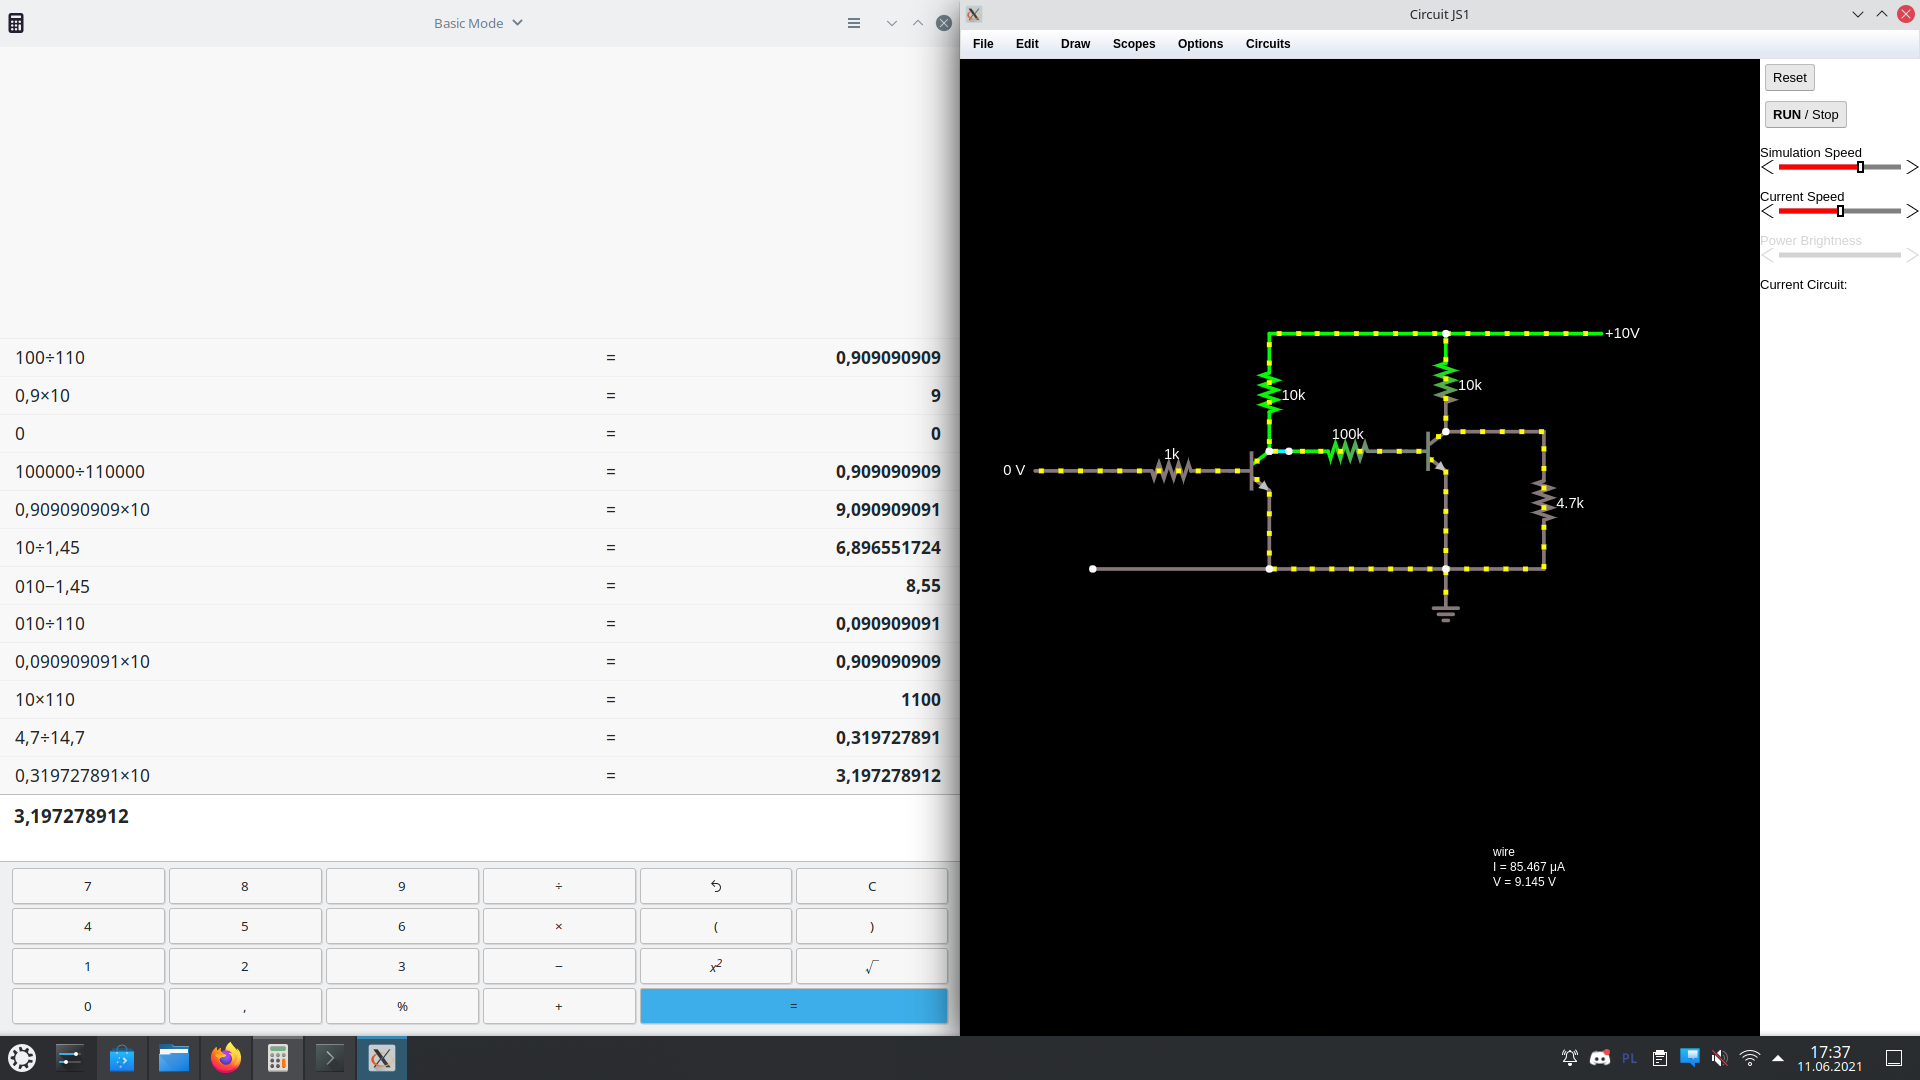 Basic Mode
100÷110 = 0,909090909
0,9×10 = 9
0 = 0
100000÷110000 = 0,909090909
0,909090909×10 = 9,090909091
10÷1,45 = 6,896551724
010−1,45 = 8,55
010÷110 = 0,090909091
0,090909091×10 = 0,909090909
10×110 = 1100
4,7÷14,7 = 0,319727891
0,319727891×10 = 3,197278912
3,197278912
7 8 9 ÷ C
4 5 6 × ( )
1 2 3 − x² √
0 , % + =
Circuit JS1
File Edit Draw Scopes Options Circuits
Reset
RUN / Stop
Simulation Speed
Current Speed
Power Brightness
Current Circuit:
+10V
10k
10k
100k
1k
0 V
4.7k
wire
I = 85.467 μA
V = 9.145 V
PL
17:37
11.06.2021